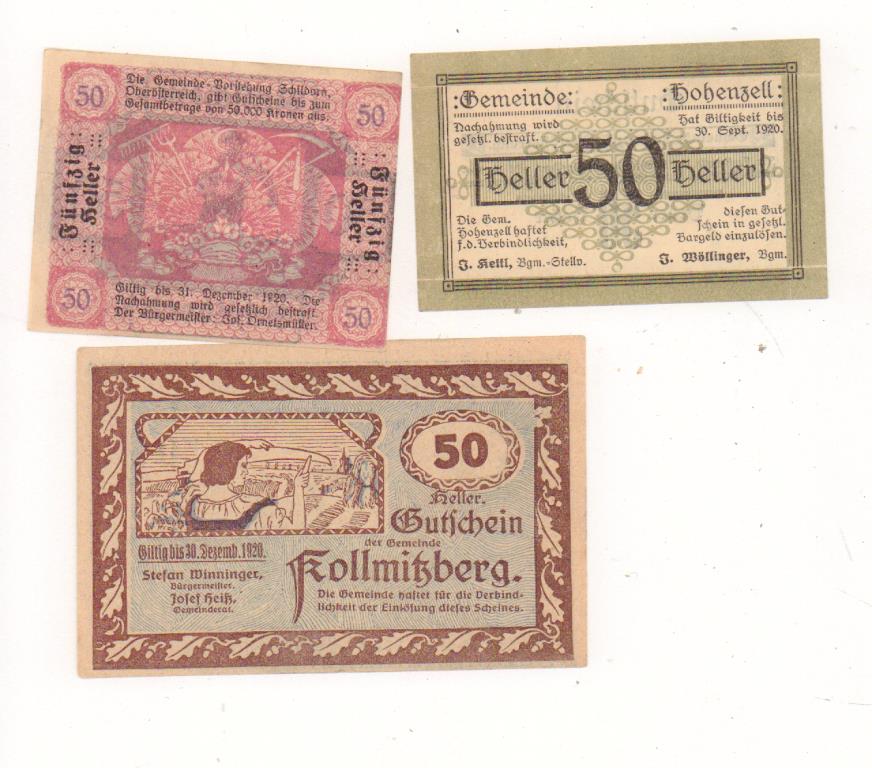 50
Die Gemeinde-Vorstehung Schildorn,
Oberösterreich, gibt Gutscheine bis zum
Gesamtbetrage von 50.000 Kronen aus.
50
Fünfzig
Heller
Fünfzig
Heller
50
Giltig bis 31. Dezember 1920. Die
Nachahmung wird gesetzlich bestraft.
Der Bürgermeister: Jos. Ornetsmüller.
50
:Gemeinde: :Hohenzell:
Nachahmung wird
gesetzl. bestraft.
Hat Giltigkeit bis
30. Sept. 1920.
Heller 50 Heller
Die Gem.
Hohenzell haftet
f.d. Verbindlichkeit,
diesen Gut-
schein in gesetzl.
Bargeld einzulösen.
J. Kettl, Bgm.-Stellv.
J. Wöllinger, Bgm.
50
Heller.
Gutschein
der Gemeinde
Kollmitzberg.
Die Gemeinde haftet für die Verbind-
lichkeit der Einlösung dieses Scheines.
Giltig bis 30. Dezemb. 1920.
Stefan Winninger,
Bürgermeister.
Josef Heiß,
Gemeinderat.